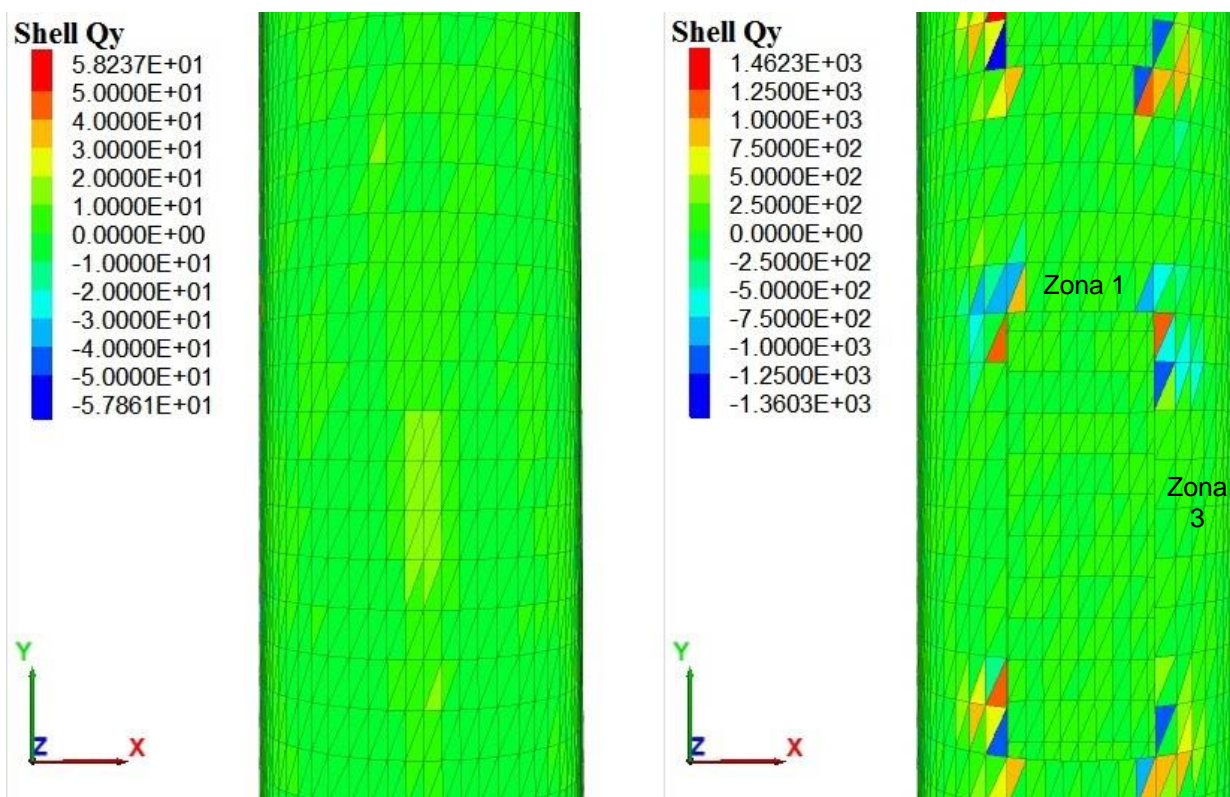 Shell Qy
5.8237E+01
5.0000E+01
4.0000E+01
3.0000E+01
2.0000E+01
1.0000E+01
0.0000E+00
-1.0000E+01
-2.0000E+01
-3.0000E+01
-4.0000E+01
-5.0000E+01
-5.7861E+01
Y
Z
X
Shell Qy
1.4623E+03
1.2500E+03
1.0000E+03
7.5000E+02
5.0000E+02
2.5000E+02
0.0000E+00
-2.5000E+02
-5.0000E+02
-7.5000E+02
-1.0000E+03
-1.2500E+03
-1.3603E+03
Zona 1
Zona
3
Y
Z
X